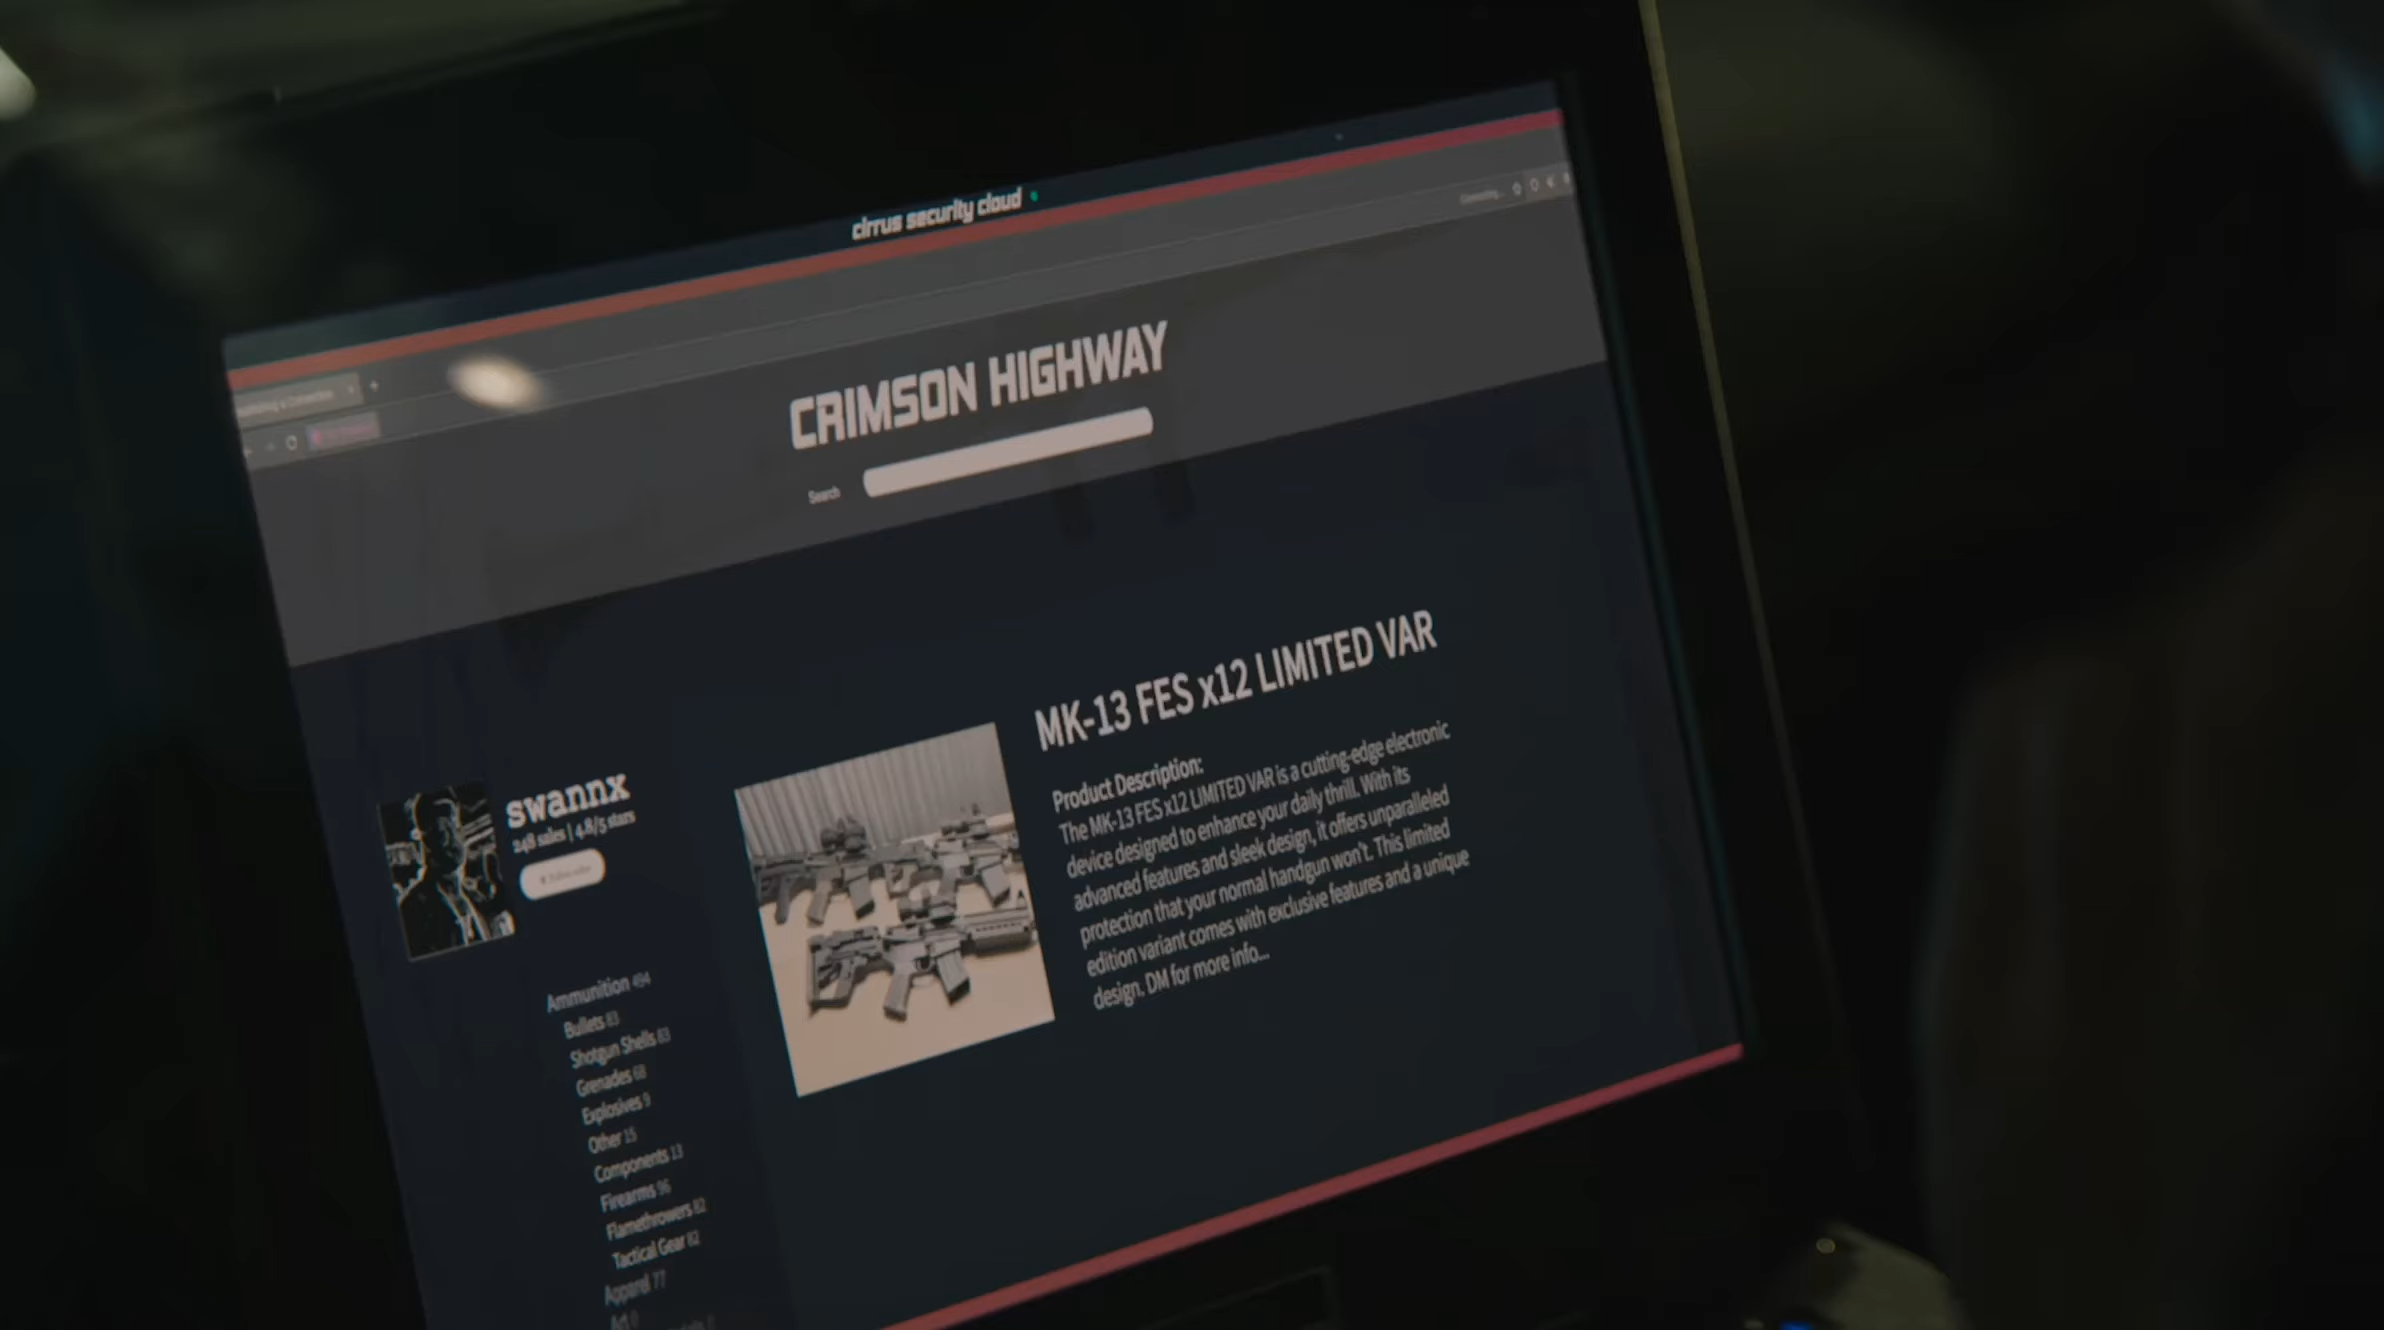 cirrus security cloud
CRIMSON HIGHWAY
Search
MK-13 FES x12 LIMITED VAR
Product Description:
The MK-13 FES x12 LIMITED VAR is a cutting-edge electronic
device designed to enhance your daily thrill. With its
advanced features and sleek design, it offers unparalleled
protection that your normal handgun won't. This limited
edition variant comes with exclusive features and a unique
design. DM for more info...
swannx
248 sales | 4.8/5 stars
Ammunition 494
Bullets 83
Shotgun Shells 83
Grenades 68
Explosives 9
Other 15
Components 13
Firearms 96
Flamethrowers 82
Tactical Gear 82
Apparel 77
Art 0